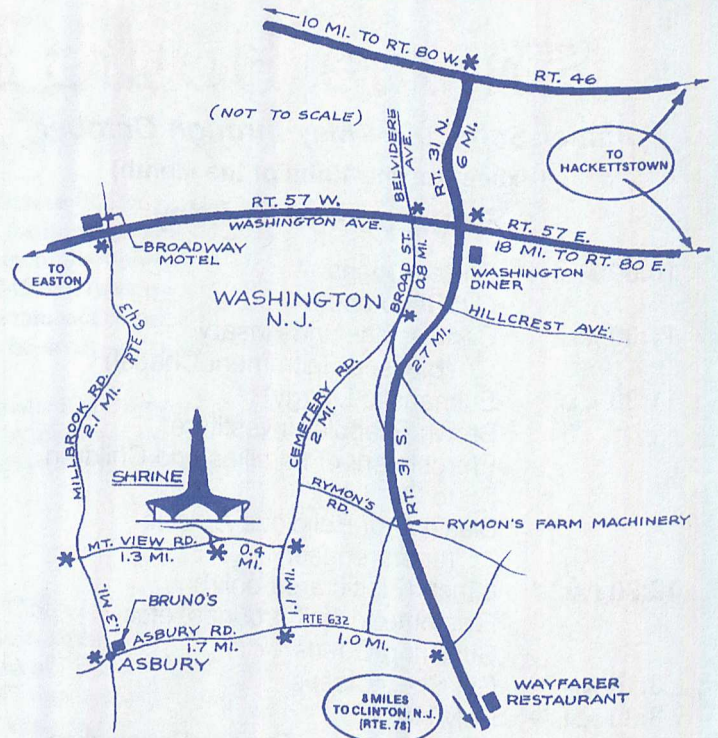 10 MI. TO RT. 80 W.
RT. 46
(NOT TO SCALE)
BELVIDERE
AVE.
RT. 31 N.
6 MI.
TO
HACKETTSTOWN
RT. 57 W.
WASHINGTON AVE.
RT. 57 E.
18 MI. TO RT. 80 E.
BROADWAY
MOTEL
TO
EASTON
WASHINGTON
DINER
BROAD ST.
0.8 MI.
WASHINGTON
N.J.
HILLCREST AVE.
2.7 MI.
RTE 643
MILLBROOK RD.
2.1 MI.
CEMETERY RD.
2 MI.
SHRINE
RT. 31 S.
RYMON'S
RD.
RYMON'S FARM MACHINERY
MT. VIEW RD.
1.3 MI.
0.4
MI.
1.3 MI.
BRUNO'S
1.1 MI.
RTE 632
ASBURY RD.
1.7 MI.
1.0 MI.
ASBURY
WAYFARER
RESTAURANT
8 MILES
TO CLINTON, N.J.
[RTE. 78]